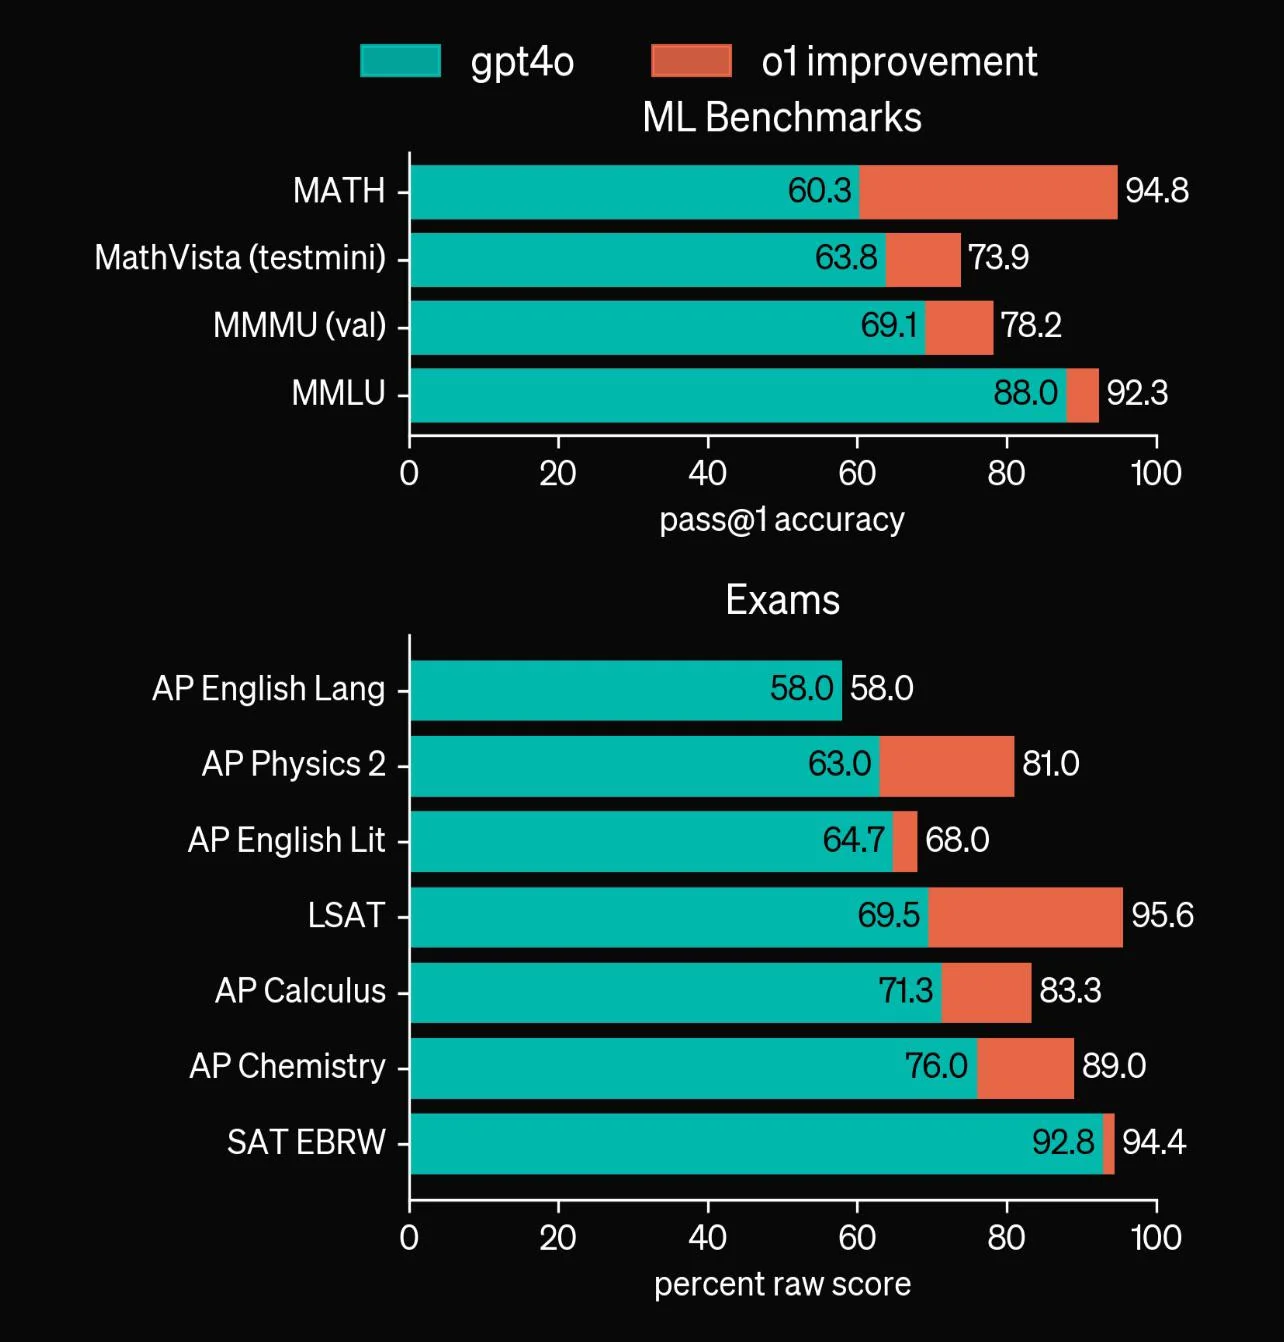 gpt4o o1 improvement
ML Benchmarks
MATH 60.3 94.8
MathVista (testmini) 63.8 73.9
MMMU (val) 69.1 78.2
MMLU 88.0 92.3
0 20 40 60 80 100
pass@1 accuracy
Exams
AP English Lang 58.0 58.0
AP Physics 2 63.0 81.0
AP English Lit 64.7 68.0
LSAT 69.5 95.6
AP Calculus 71.3 83.3
AP Chemistry 76.0 89.0
SAT EBRW 92.8 94.4
0 20 40 60 80 100
percent raw score